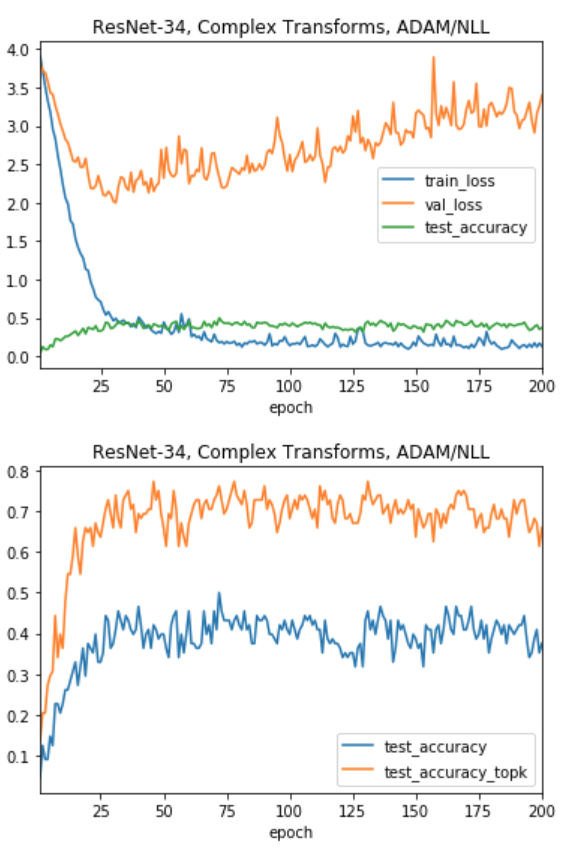 ResNet-34, Complex Transforms, ADAM/NLL
4.0
3.5
3.0
2.5
2.0
1.5
1.0
0.5
0.0
train_loss
val_loss
test_accuracy
25 50 75 100 125 150 175 200
epoch
ResNet-34, Complex Transforms, ADAM/NLL
0.8
0.7
0.6
0.5
0.4
0.3
0.2
0.1
test_accuracy
test_accuracy_topk
25 50 75 100 125 150 175 200
epoch